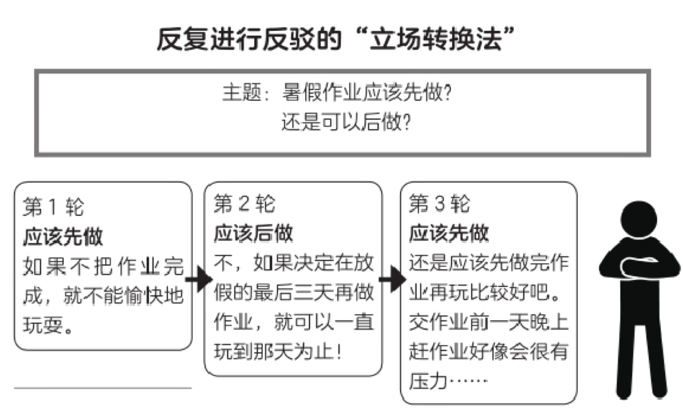 反复进行反驳的“立场转换法”
主题：暑假作业应该先做?
还是可以后做?
第1轮
应该先做
如果不把作业完
成，就不能愉快地
玩耍。
第2轮
应该后做
不，如果决定在放
假的最后三天再做
作业，就可以一直
玩到那天为止！
第3轮
应该先做
还是应该先做完作
业再玩比较好吧。
交作业前一天晚上
赶作业好像会很有
压力……